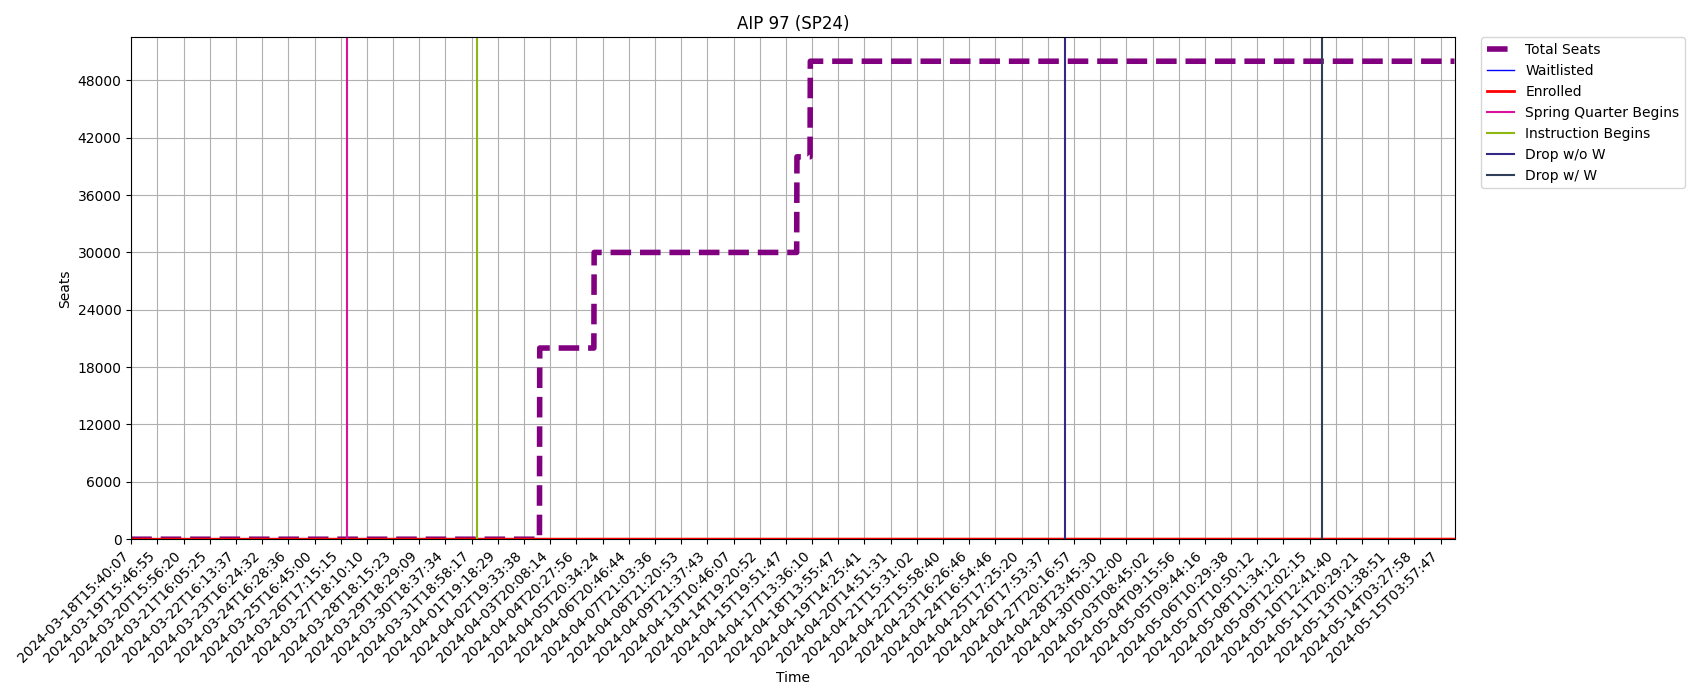 AIP 97 (SP24)
Total Seats
Waitlisted
Enrolled
Spring Quarter Begins
Instruction Begins
Drop w/o W
Drop w/ W
Seats
48000
42000
36000
30000
24000
18000
12000
6000
0
2024-03-18T15:40:07
2024-03-19T15:46:55
2024-03-20T15:56:20
2024-03-21T16:05:25
2024-03-22T16:13:37
2024-03-23T16:24:32
2024-03-24T16:28:36
2024-03-25T16:45:00
2024-03-26T17:15:15
2024-03-27T18:10:10
2024-03-28T18:15:23
2024-03-29T18:29:09
2024-03-30T18:37:34
2024-03-31T18:58:17
2024-04-01T19:18:29
2024-04-02T19:33:38
2024-04-03T20:08:14
2024-04-04T20:27:56
2024-04-05T20:34:24
2024-04-06T20:46:44
2024-04-07T21:03:36
2024-04-08T21:20:53
2024-04-09T21:37:43
2024-04-13T10:46:07
2024-04-14T19:20:52
2024-04-15T19:51:47
2024-04-17T13:36:10
2024-04-18T13:55:47
2024-04-19T14:25:41
2024-04-20T14:51:31
2024-04-21T15:31:02
2024-04-22T15:58:40
2024-04-23T16:26:46
2024-04-24T16:54:46
2024-04-25T17:25:20
2024-04-26T17:53:37
2024-04-27T20:16:57
2024-04-28T23:45:30
2024-04-30T00:12:00
2024-05-03T08:45:02
2024-05-04T09:15:56
2024-05-05T09:44:16
2024-05-06T10:29:38
2024-05-07T10:50:12
2024-05-08T11:34:12
2024-05-09T12:02:15
2024-05-10T12:41:40
2024-05-11T20:29:21
2024-05-13T01:38:51
2024-05-14T03:27:58
2024-05-15T03:57:47
Time